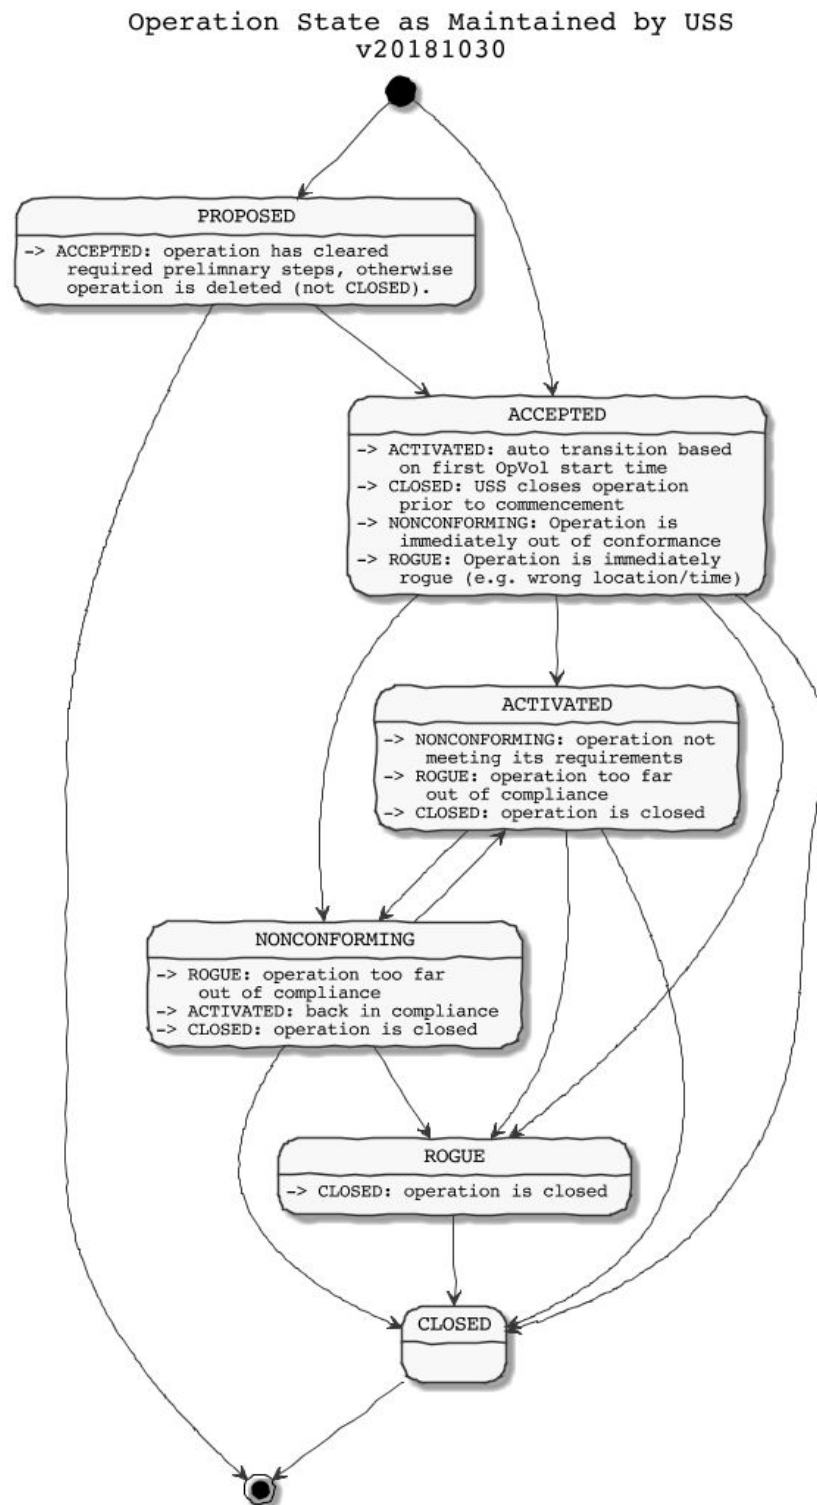 Operation State as Maintained by USS
v20181030
PROPOSED
-> ACCEPTED: operation has cleared
required prelimnary steps, otherwise
operation is deleted (not CLOSED).
ACCEPTED
-> ACTIVATED: auto transition based
on first OpVol start time
-> CLOSED: USS closes operation
prior to commencement
-> NONCONFORMING: Operation is
immediately out of conformance
-> ROGUE: Operation is immediately
rogue (e.g. wrong location/time)
ACTIVATED
-> NONCONFORMING: operation not
meeting its requirements
-> ROGUE: operation too far
out of compliance
-> CLOSED: operation is closed
NONCONFORMING
-> ROGUE: operation too far
out of compliance
-> ACTIVATED: back in compliance
-> CLOSED: operation is closed
ROGUE
-> CLOSED: operation is closed
CLOSED